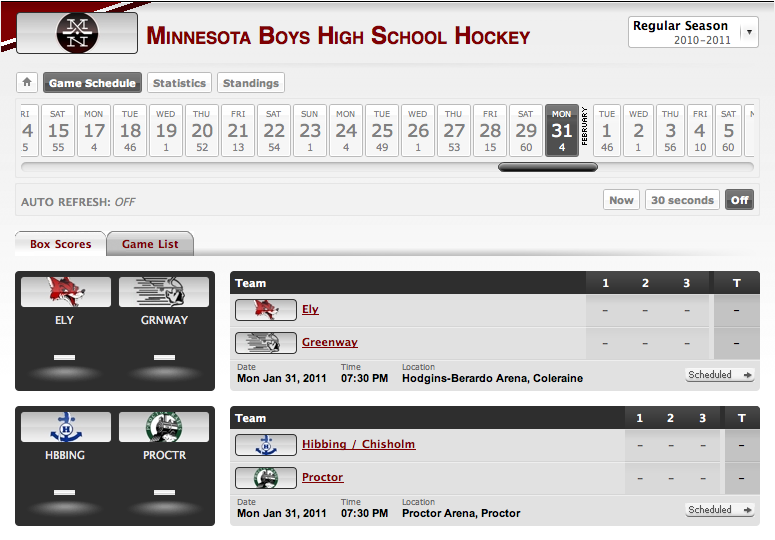 M
N
MINNESOTA BOYS HIGH SCHOOL HOCKEY
Regular Season
2010-2011
Game Schedule Statistics Standings
RI SAT MON TUE WED THU FRI SAT SUN MON TUE WED THU FRI SAT MON TUE WED THU FRI SAT
4 15 17 18 19 20 21 22 23 24 25 26 27 28 29 31 FEBRUARY 1 2 3 4 5
5 55 4 46 1 52 13 54 1 4 49 1 53 15 60 4 46 1 56 10 60
AUTO REFRESH: OFF Now 30 seconds Off
Box Scores Game List
ELY GRNWAY
– –
Team 1 2 3 T
Ely – – – –
Greenway – – – –
Date Time Location
Mon Jan 31, 2011 07:30 PM Hodgins-Berardo Arena, Coleraine Scheduled
H
HBBING PROCTR
– –
Team 1 2 3 T
H
Hibbing / Chisholm – – – –
Proctor – – – –
Date Time Location
Mon Jan 31, 2011 07:30 PM Proctor Arena, Proctor Scheduled